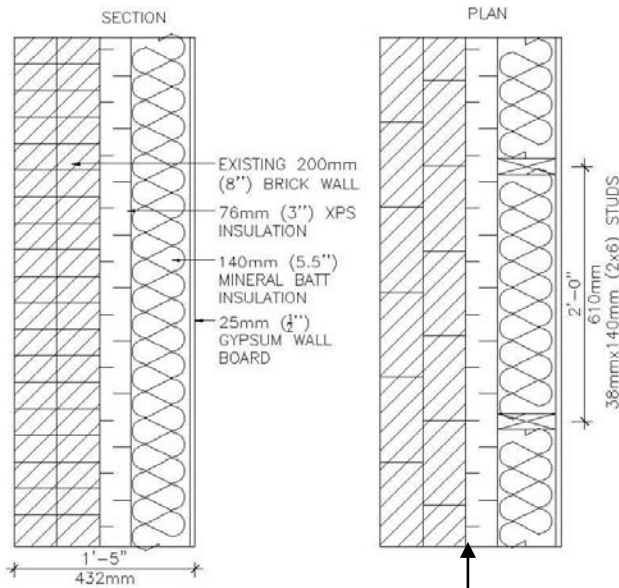 SECTION
PLAN
EXISTING 200mm
(8") BRICK WALL
76mm (3") XPS
INSULATION
140mm (5.5")
MINERAL BATT
INSULATION
25mm (½")
GYPSUM WALL
BOARD
1'-5"
432mm
2'-0"
610mm
38mmx140mm (2x6) STUDS